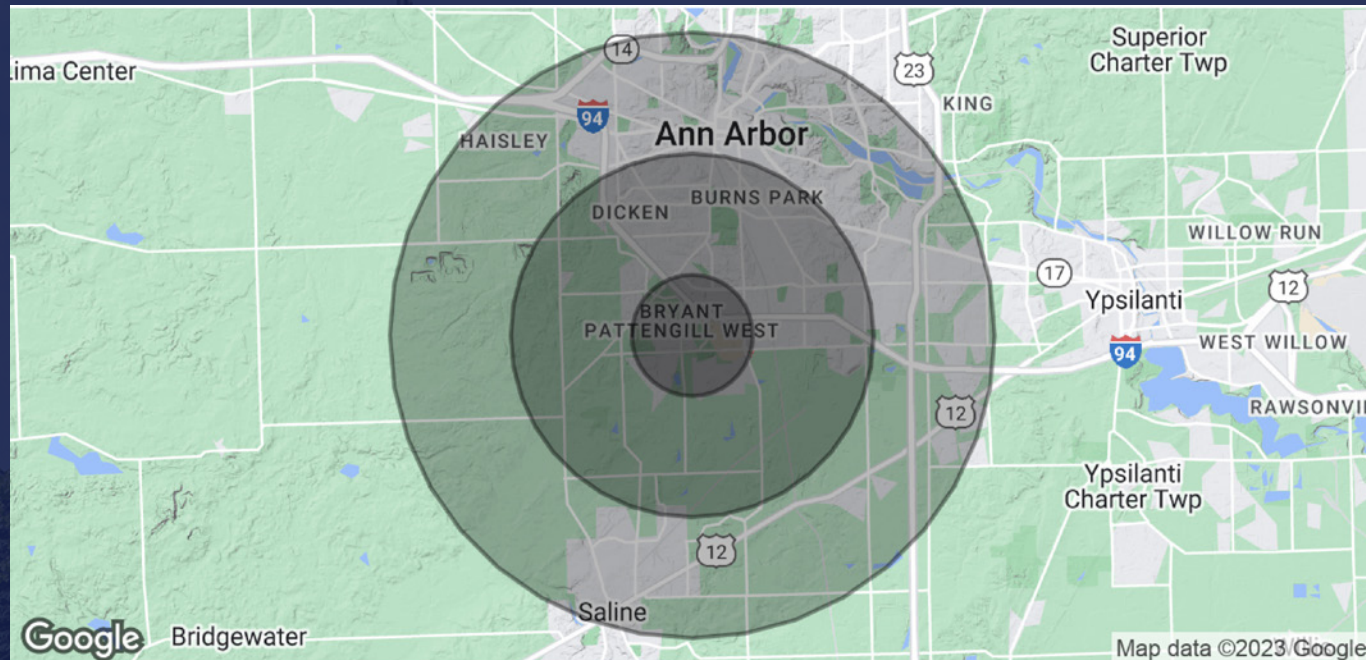 Superior
Charter Twp
14
Lima Center
23
KING
94
Ann Arbor
HAISLEY
BURNS PARK
DICKEN
WILLOW RUN
17
12
Ypsilanti
BRYANT
PATTENGILL WEST
94
WEST WILLOW
12
RAWSONVI
Ypsilanti
Charter Twp
12
Saline
Google
Bridgewater
Map data ©2023 Google